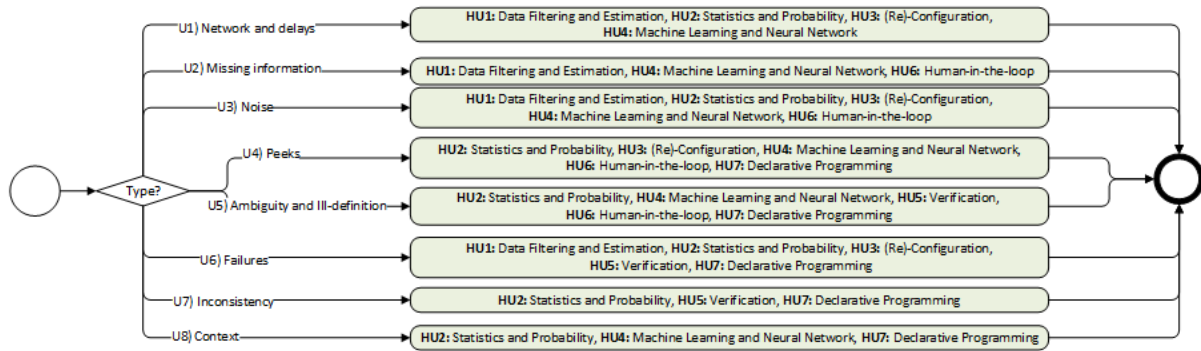 U1) Network and delays
HU1: Data Filtering and Estimation, HU2: Statistics and Probability, HU3: (Re)-Configuration,
HU4: Machine Learning and Neural Network
U2) Missing information
HU1: Data Filtering and Estimation, HU4: Machine Learning and Neural Network, HU6: Human-in-the-loop
U3) Noise
HU1: Data Filtering and Estimation, HU2: Statistics and Probability, HU3: (Re)-Configuration,
HU4: Machine Learning and Neural Network, HU6: Human-in-the-loop
U4) Peeks
HU2: Statistics and Probability, HU3: (Re)-Configuration, HU4: Machine Learning and Neural Network,
HU6: Human-in-the-loop, HU7: Declarative Programming
Type?
U5) Ambiguity and Ill-definition
HU2: Statistics and Probability, HU4: Machine Learning and Neural Network, HU5: Verification,
HU6: Human-in-the-loop, HU7: Declarative Programming
U6) Failures
HU1: Data Filtering and Estimation, HU2: Statistics and Probability, HU3: (Re)-Configuration,
HU5: Verification, HU7: Declarative Programming
U7) Inconsistency
HU2: Statistics and Probability, HU5: Verification, HU7: Declarative Programming
U8) Context
HU2: Statistics and Probability, HU4: Machine Learning and Neural Network, HU7: Declarative Programming